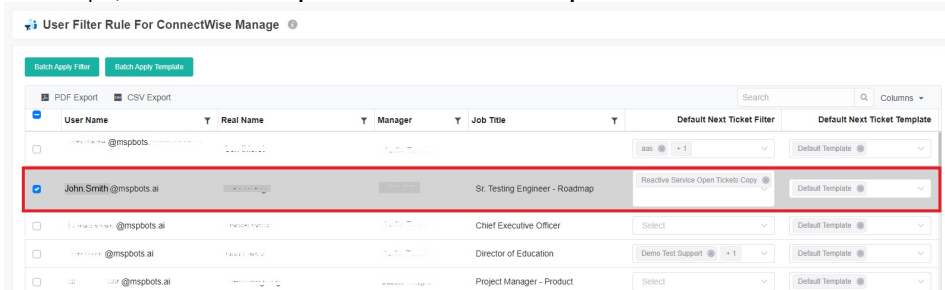 User Filter Rule For ConnectWise Manage
Batch Apply Filter Batch Apply Template
PDF Export CSV Export Search Columns
User Name Real Name Manager Job Title Default Next Ticket Filter Default Next Ticket Template
@mspbots. aas + 1 Default Template
John.Smith @mspbots.ai Sr. Testing Engineer - Roadmap Reactive Service Open Tickets Copy Default Template
@mspbots.ai Chief Executive Officer Select Default Template
@mspbots.ai Director of Education Demo Test Support + 1 Default Template
@mspbots.ai Project Manager - Product Select Default Template